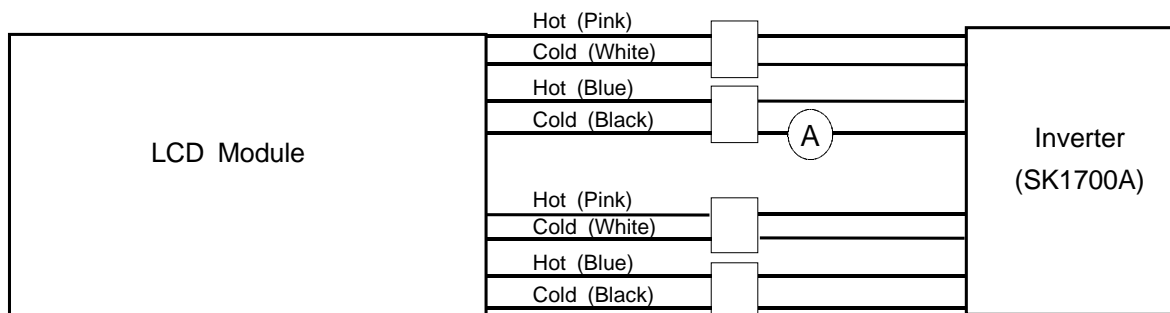 Hot (Pink)
Cold (White)
Hot (Blue)
Cold (Black)
A
LCD Module
Inverter
(SK1700A)
Hot (Pink)
Cold (White)
Hot (Blue)
Cold (Black)